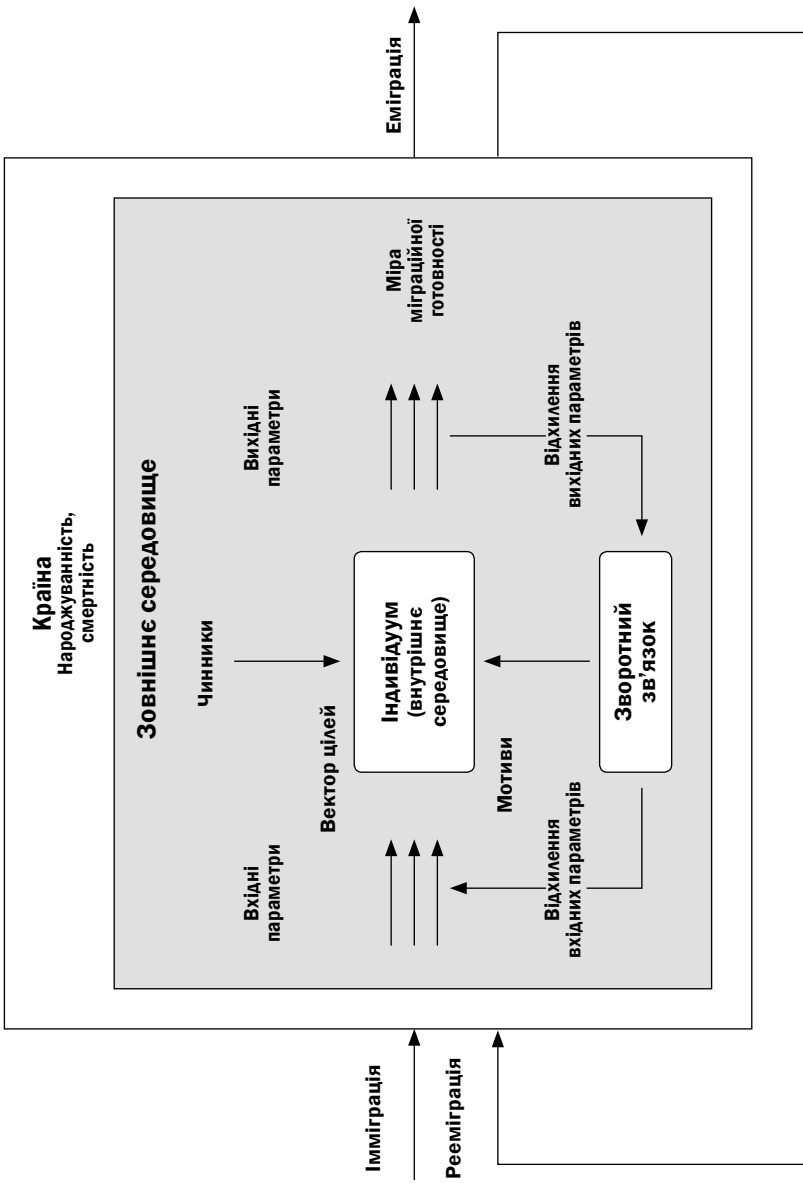 Країна
Народжуванність,
смертність
Зовнішнє середовище
Чинники
Вхідні
параметри
Вектор цілей
Вихідні
параметри
Імміграція
Рееміграція
Індивідуум
(внутрішнє
середовище)
Міра
міграційної
готовності
Еміграція
Мотиви
Відхилення
вхідних параметрів
Зворотний
зв’язок
Відхилення
вихідних параметрів